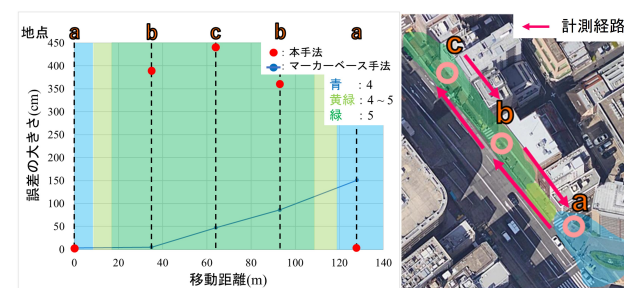 地点
a b c b a
450
400
350
300
250
200
150
100
50
0
誤差の大きさ(cm)
: 本手法
: マーカーベース手法
青 : 4
黄緑 : 4~5
緑 : 5
0 20 40 60 80 100 120 140
移動距離(m)
計測経路
c
b
a